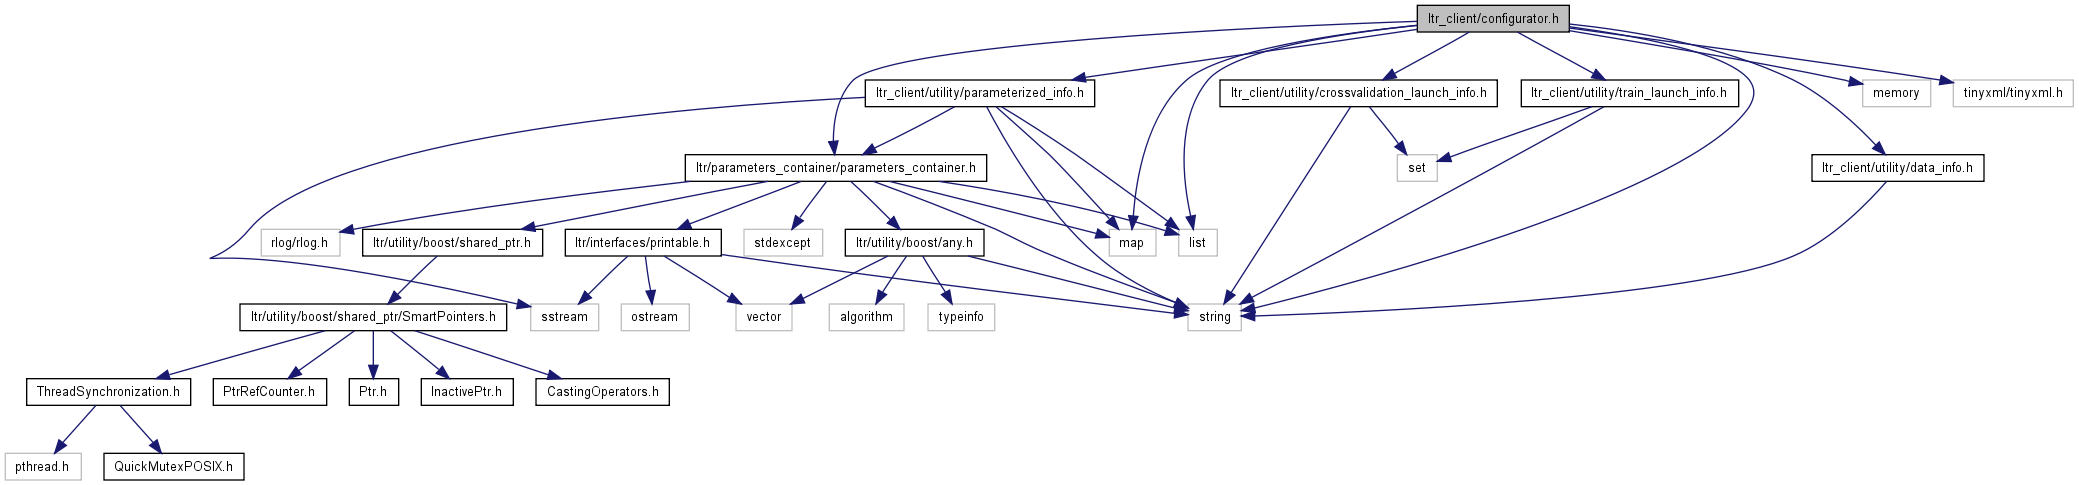 ltr_client/configurator.h
ltr_client/utility/parameterized_info.h
ltr_client/utility/crossvalidation_launch_info.h
ltr_client/utility/train_launch_info.h
memory
tinyxml/tinyxml.h
ltr/parameters_container/parameters_container.h
set
ltr_client/utility/data_info.h
rlog/rlog.h
ltr/utility/boost/shared_ptr.h
ltr/interfaces/printable.h
stdexcept
ltr/utility/boost/any.h
map
list
ltr/utility/boost/shared_ptr/SmartPointers.h
sstream
ostream
vector
algorithm
typeinfo
string
ThreadSynchronization.h
PtrRefCounter.h
Ptr.h
InactivePtr.h
CastingOperators.h
pthread.h
QuickMutexPOSIX.h